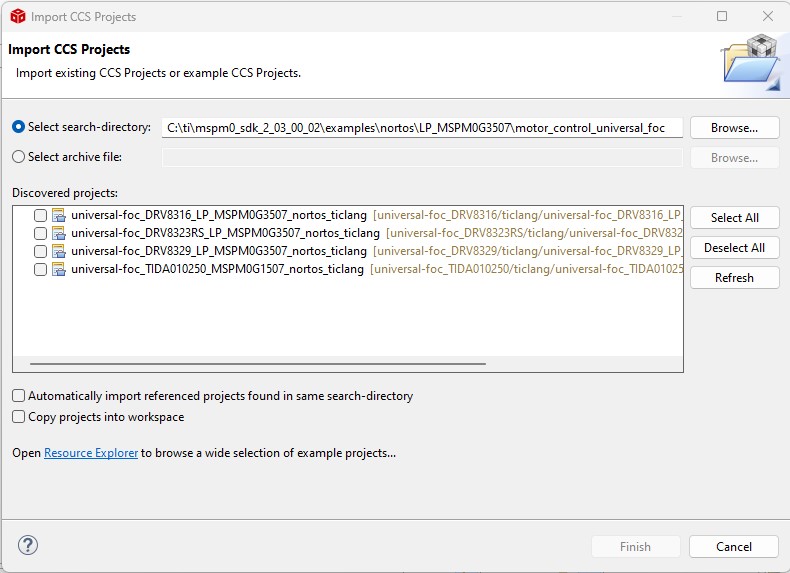 Import CCS Projects
Import CCS Projects
Import existing CCS Projects or example CCS Projects.
Select search-directory: C:\ti\mspm0_sdk_2_03_00_02\examples\nortos\LP_MSPM0G3507\motor_control_universal_foc Browse...
Select archive file: Browse...
Discovered projects:
universal-foc_DRV8316_LP_MSPM0G3507_nortos_ticlang [universal-foc_DRV8316/ticlang/universal-foc_DRV8316_LP_
universal-foc_DRV8323RS_LP_MSPM0G3507_nortos_ticlang [universal-foc_DRV8323RS/ticlang/universal-foc_DRV832
universal-foc_DRV8329_LP_MSPM0G3507_nortos_ticlang [universal-foc_DRV8329/ticlang/universal-foc_DRV8329_LP_
universal-foc_TIDA010250_MSPM0G1507_nortos_ticlang [universal-foc_TIDA010250/ticlang/universal-foc_TIDA01025
Select All
Deselect All
Refresh
Automatically import referenced projects found in same search-directory
Copy projects into workspace
Open Resource Explorer to browse a wide selection of example projects...
? Finish Cancel